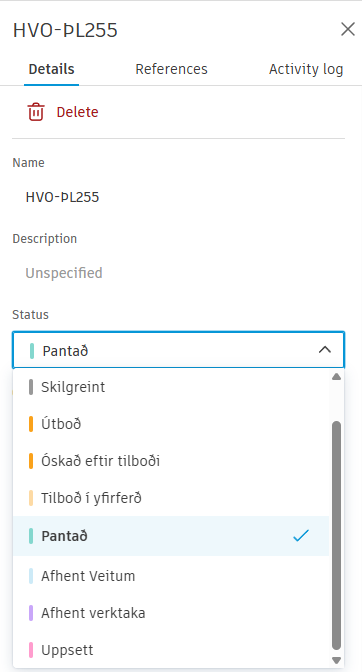 HVO-ÞL255
Details References Activity log
Delete
Name
HVO-ÞL255
Description
Unspecified
Status
Pantað
Skilgreint
Útboð
Óskað eftir tilboði
Tilboð í yfirferð
Pantað
Afhent Veitum
Afhent verktaka
Uppsett